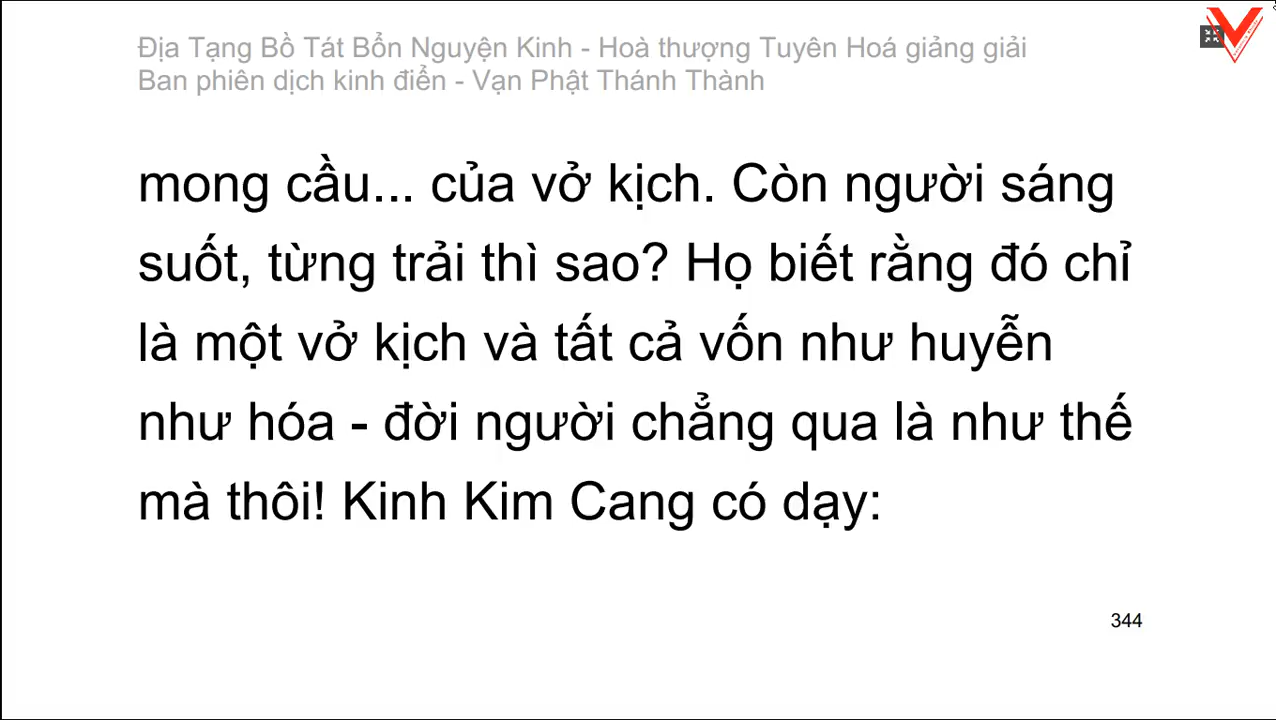 Địa Tạng Bồ Tát Bổn Nguyện Kinh - Hoà thượng Tuyên Hoá giảng giải
Ban phiên dịch kinh điển - Vạn Phật Thánh Thành
mong cầu... của vở kịch. Còn người sáng
suốt, từng trải thì sao? Họ biết rằng đó chỉ
là một vở kịch và tất cả vốn như huyễn
như hóa - đời người chẳng qua là như thế
mà thôi! Kinh Kim Cang có dạy:
344